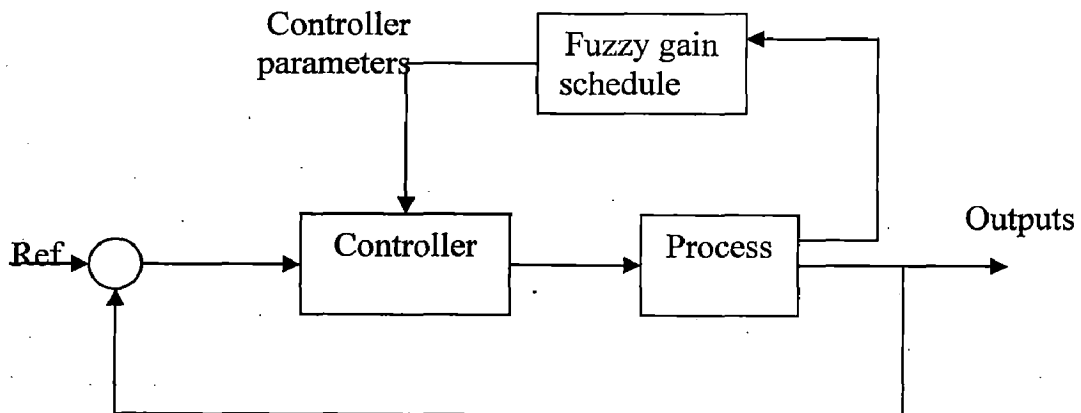 Controller
parameters
Fuzzy gain
schedule
Ref
Controller
Process
Outputs